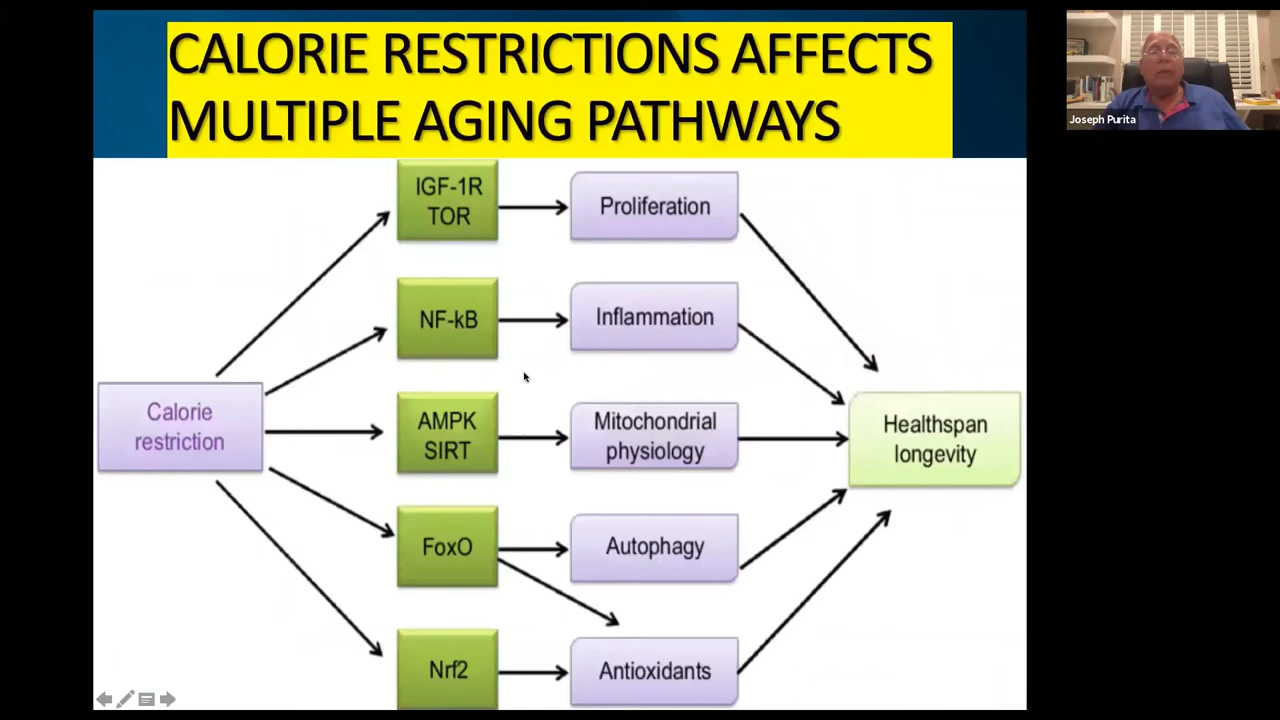 CALORIE RESTRICTIONS AFFECTS
MULTIPLE AGING PATHWAYS
Joseph Purita
IGF-1R
TOR
Proliferation
NF-kB
Inflammation
Calorie
restriction
AMPK
SIRT
Mitochondrial
physiology
Healthspan
longevity
FoxO
Autophagy
Nrf2
Antioxidants